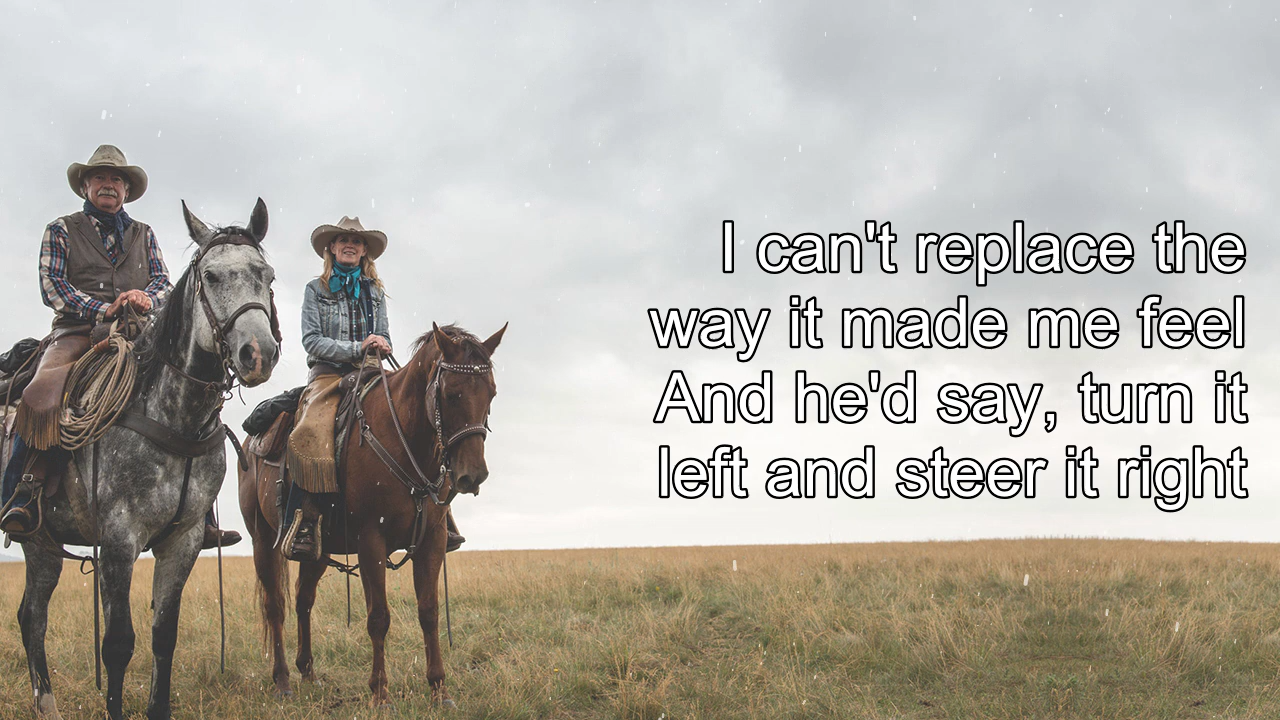 I can't replace the
way it made me feel
And he'd say, turn it
left and steer it right